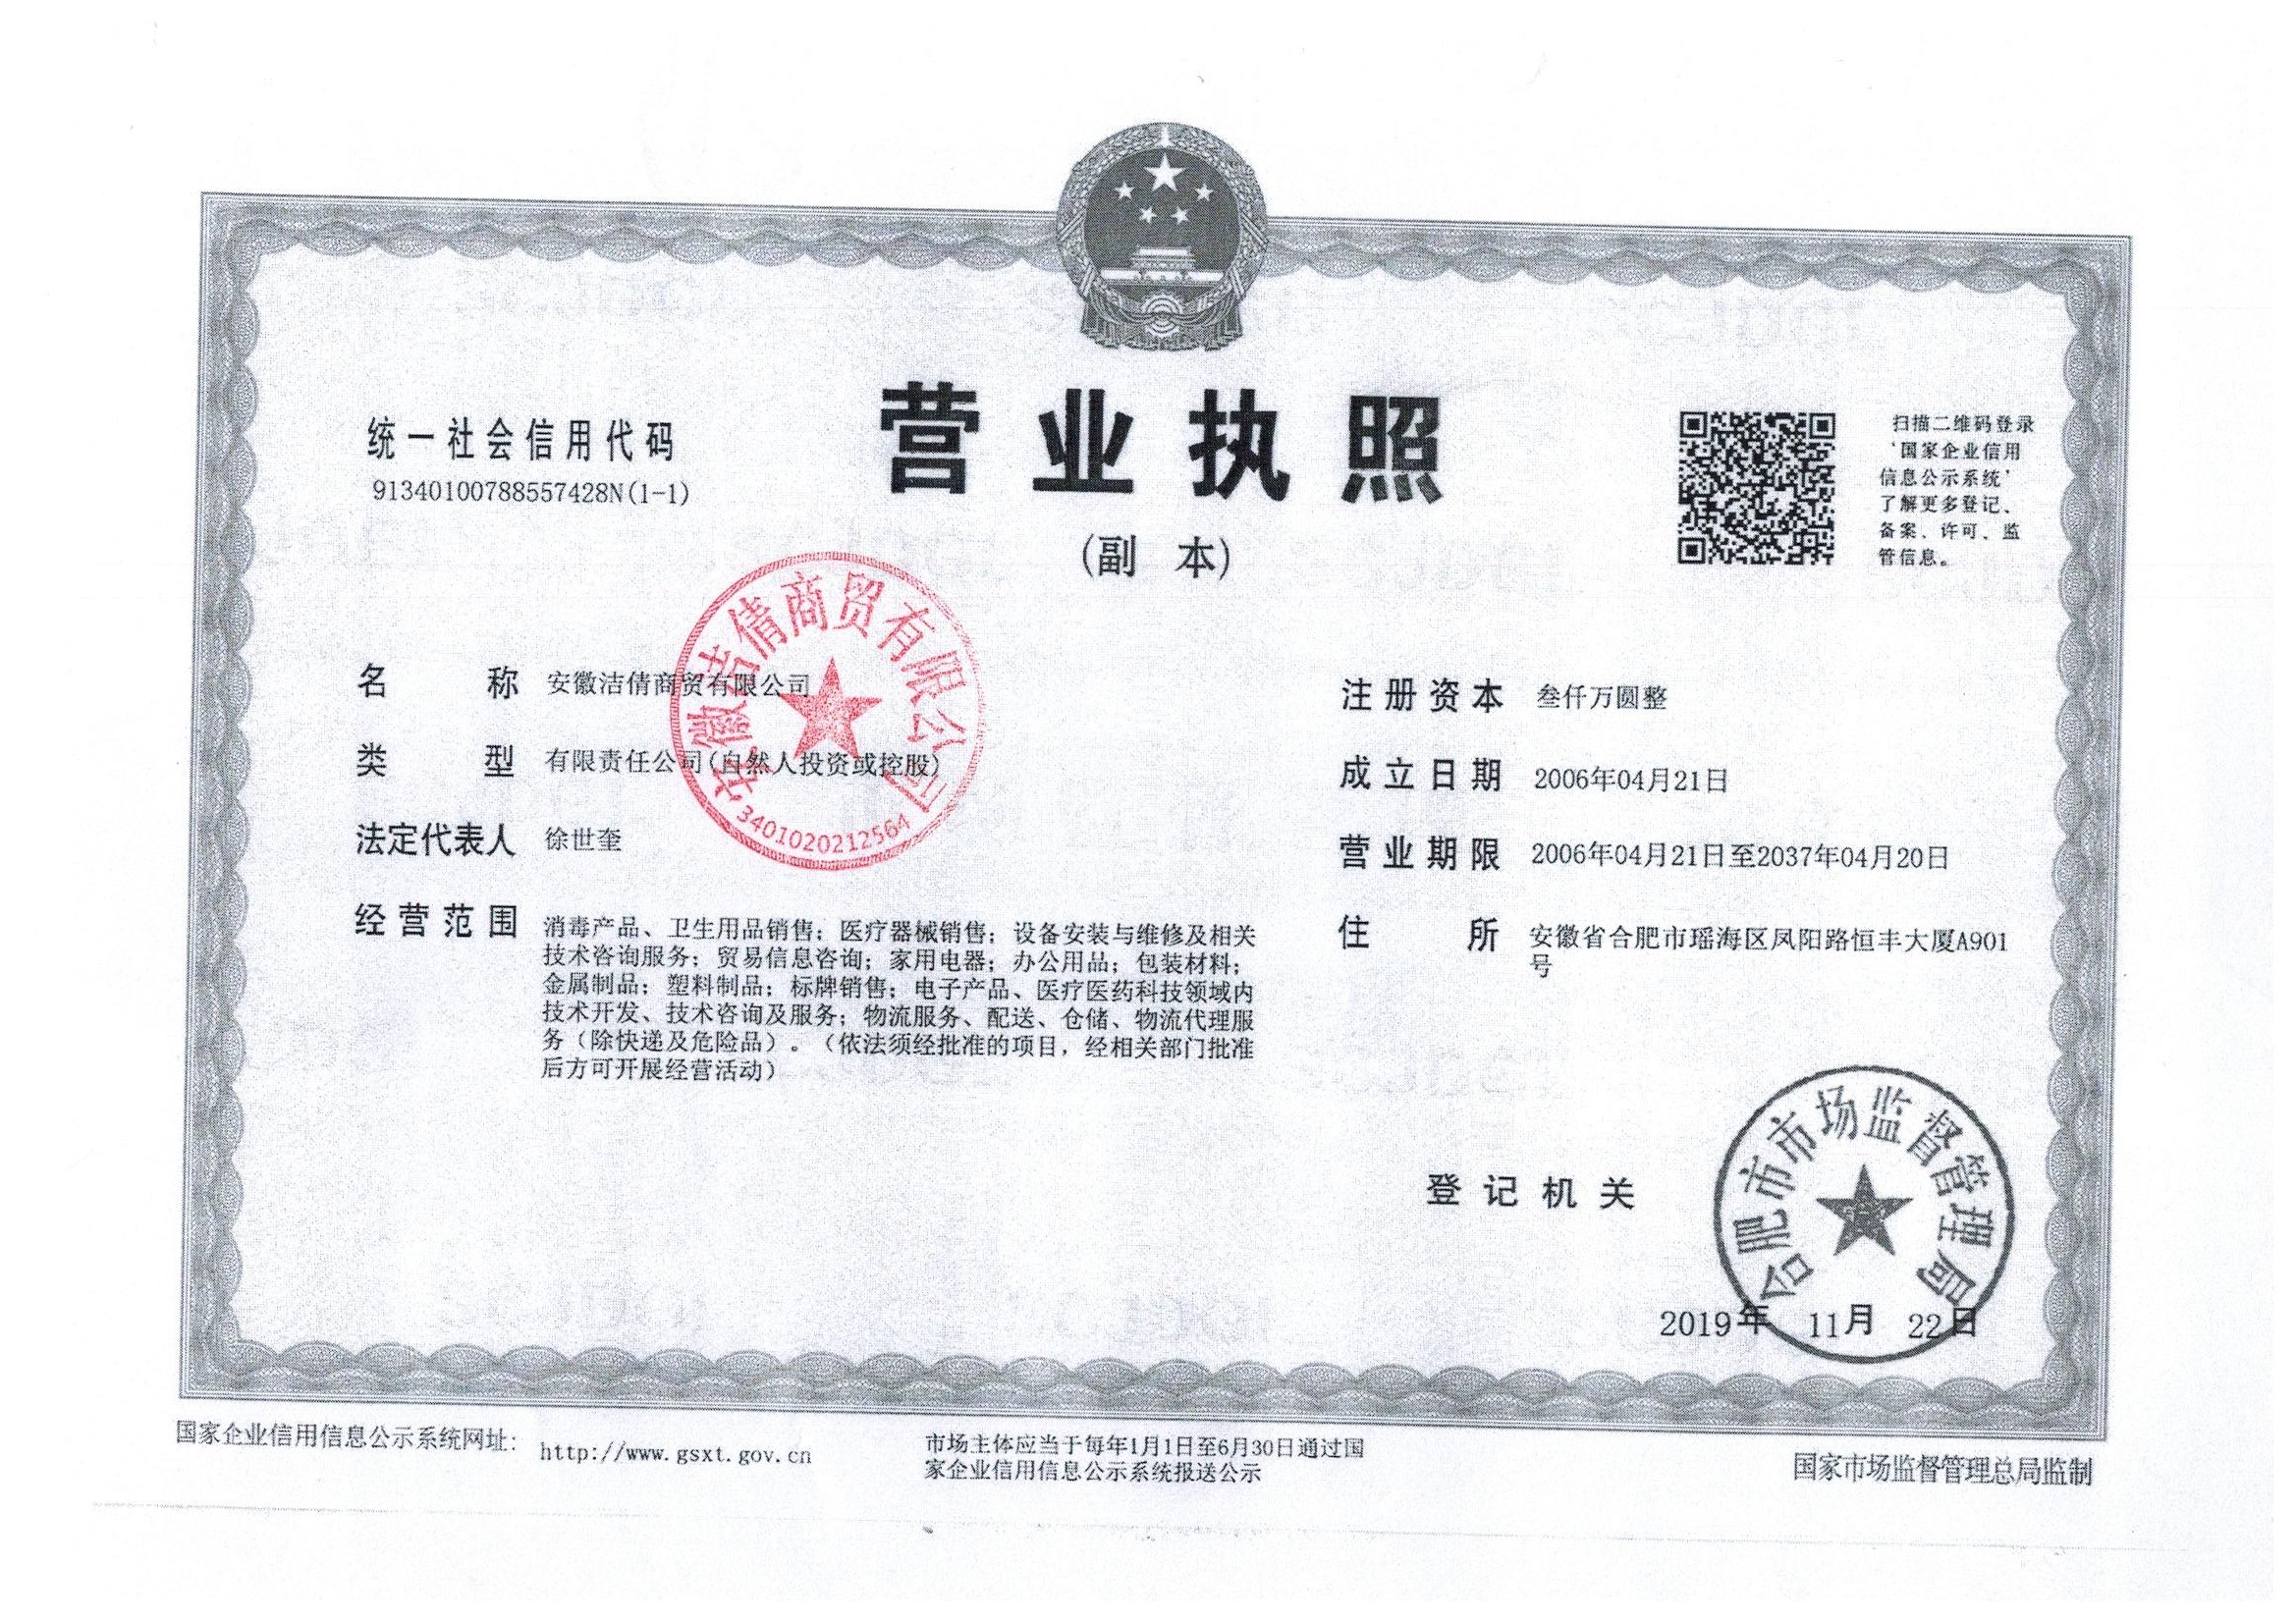 营业执照
(副 本)
统一社会信用代码
91340100788557428N(1-1)
扫描二维码登录
‘国家企业信用
信息公示系统’
了解更多登记、
备案、许可、监
管信息。
名 称 安徽洁倩商贸有限公司
类 型 有限责任公司(自然人投资或控股)
法定代表人 徐世奎
经营范围 消毒产品、卫生用品销售；医疗器械销售；设备安装与维修及相关
技术咨询服务；贸易信息咨询；家用电器；办公用品；包装材料；
金属制品；塑料制品；标牌销售；电子产品、医疗医药科技领域内
技术开发、技术咨询及服务；物流服务、配送、仓储、物流代理服
务（除快递及危险品）。（依法须经批准的项目，经相关部门批准
后方可开展经营活动）
安徽洁倩商贸有限公司
3401020212564
注册资本 叁仟万圆整
成立日期 2006年04月21日
营业期限 2006年04月21日至2037年04月20日
住 所 安徽省合肥市瑶海区凤阳路恒丰大厦A901
号
登记机关
合肥市市场监督管理局
2019年 11月 22日
国家企业信用信息公示系统网址： http://www.gsxt.gov.cn
市场主体应当于每年1月1日至6月30日通过国
家企业信用信息公示系统报送公示
国家市场监督管理总局监制